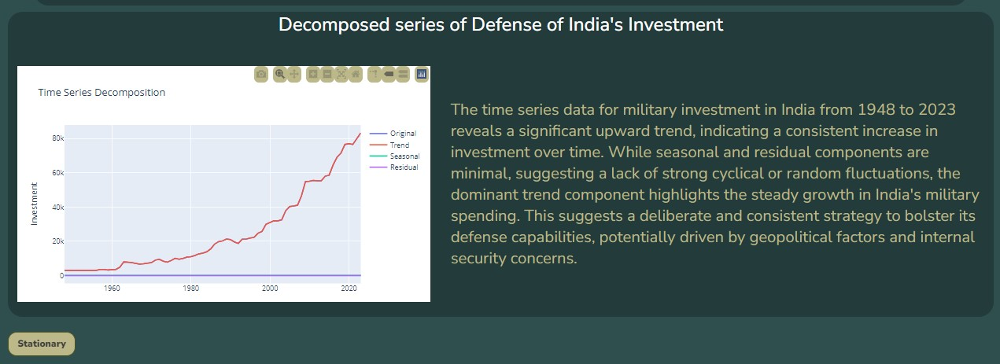 Decomposed series of Defense of India's Investment
Time Series Decomposition
Original
Trend
Seasonal
Residual
80k
60k
40k
20k
0
Investment
1960
1980
2000
2020
The time series data for military investment in India from 1948 to 2023
reveals a significant upward trend, indicating a consistent increase in
investment over time. While seasonal and residual components are
minimal, suggesting a lack of strong cyclical or random fluctuations, the
dominant trend component highlights the steady growth in India's military
spending. This suggests a deliberate and consistent strategy to bolster its
defense capabilities, potentially driven by geopolitical factors and internal
security concerns.
Stationary